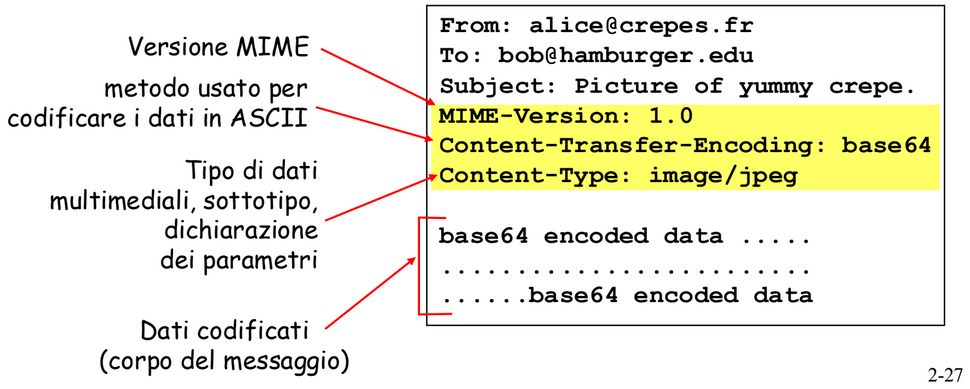 Versione MIME
metodo usato per
codificare i dati in ASCII
Tipo di dati
multimediali, sottotipo,
dichiarazione
dei parametri
Dati codificati
(corpo del messaggio)
From: alice@crepes.fr
To: bob@hamburger.edu
Subject: Picture of yummy crepe.
MIME-Version: 1.0
Content-Transfer-Encoding: base64
Content-Type: image/jpeg
base64 encoded data .....
.........................
......base64 encoded data
2-27